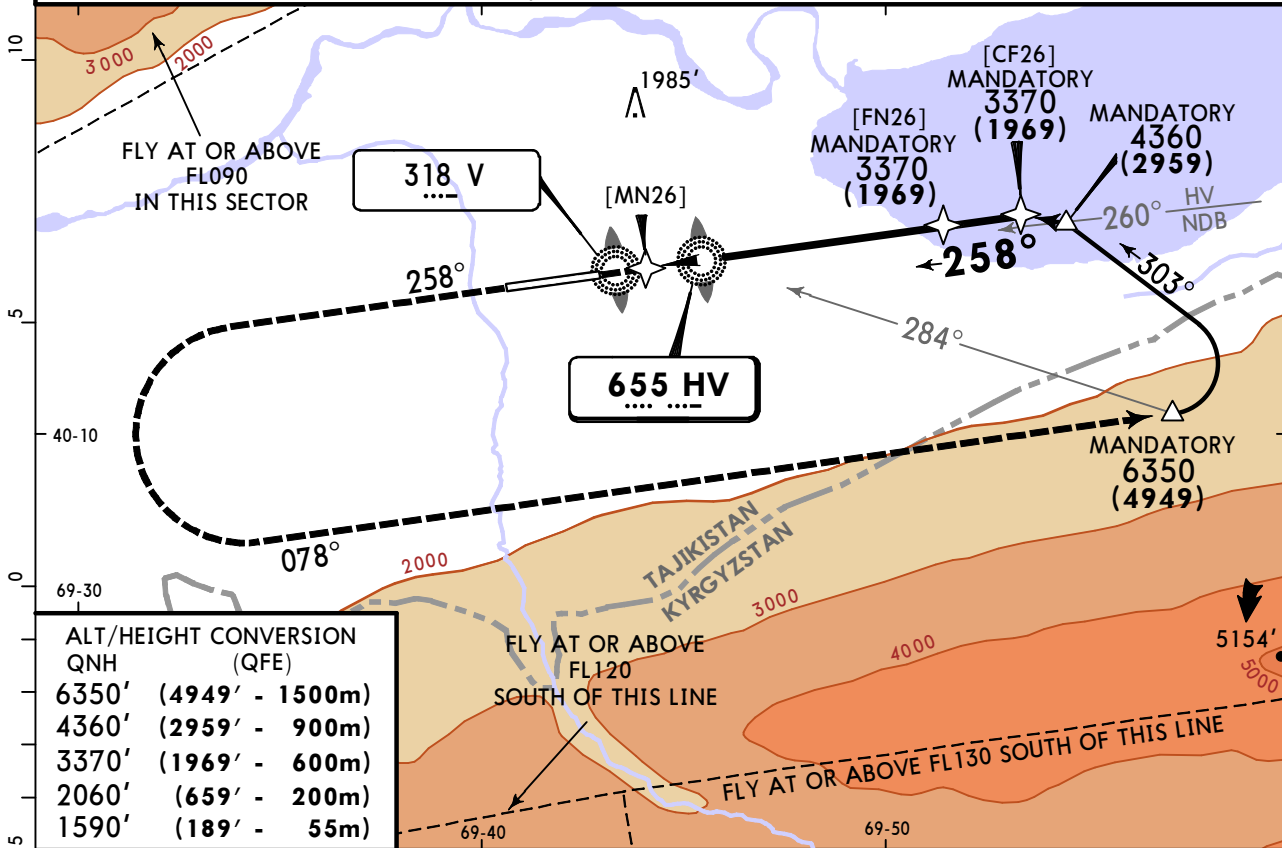 10
3000
2000
1985'
FLY AT OR ABOVE
FL090
IN THIS SECTOR
318 V
[MN26]
[FN26]
MANDATORY
3370
(1969)
[CF26]
MANDATORY
3370
(1969)
MANDATORY
4360
(2959)
260°
HV
NDB
258°
258°
303°
284°
5
655 HV
40-10
MANDATORY
6350
(4949)
078°
2000
TAJIKISTAN
KYRGYZSTAN
0
69-30
3000
4000
5154'
5000
FLY AT OR ABOVE
FL120
SOUTH OF THIS LINE
FLY AT OR ABOVE FL130 SOUTH OF THIS LINE
ALT/HEIGHT CONVERSION
QNH (QFE)
6350' (4949' - 1500m)
4360' (2959' - 900m)
3370' (1969' - 600m)
2060' (659' - 200m)
1590' (189' - 55m)
5
69-40
69-50